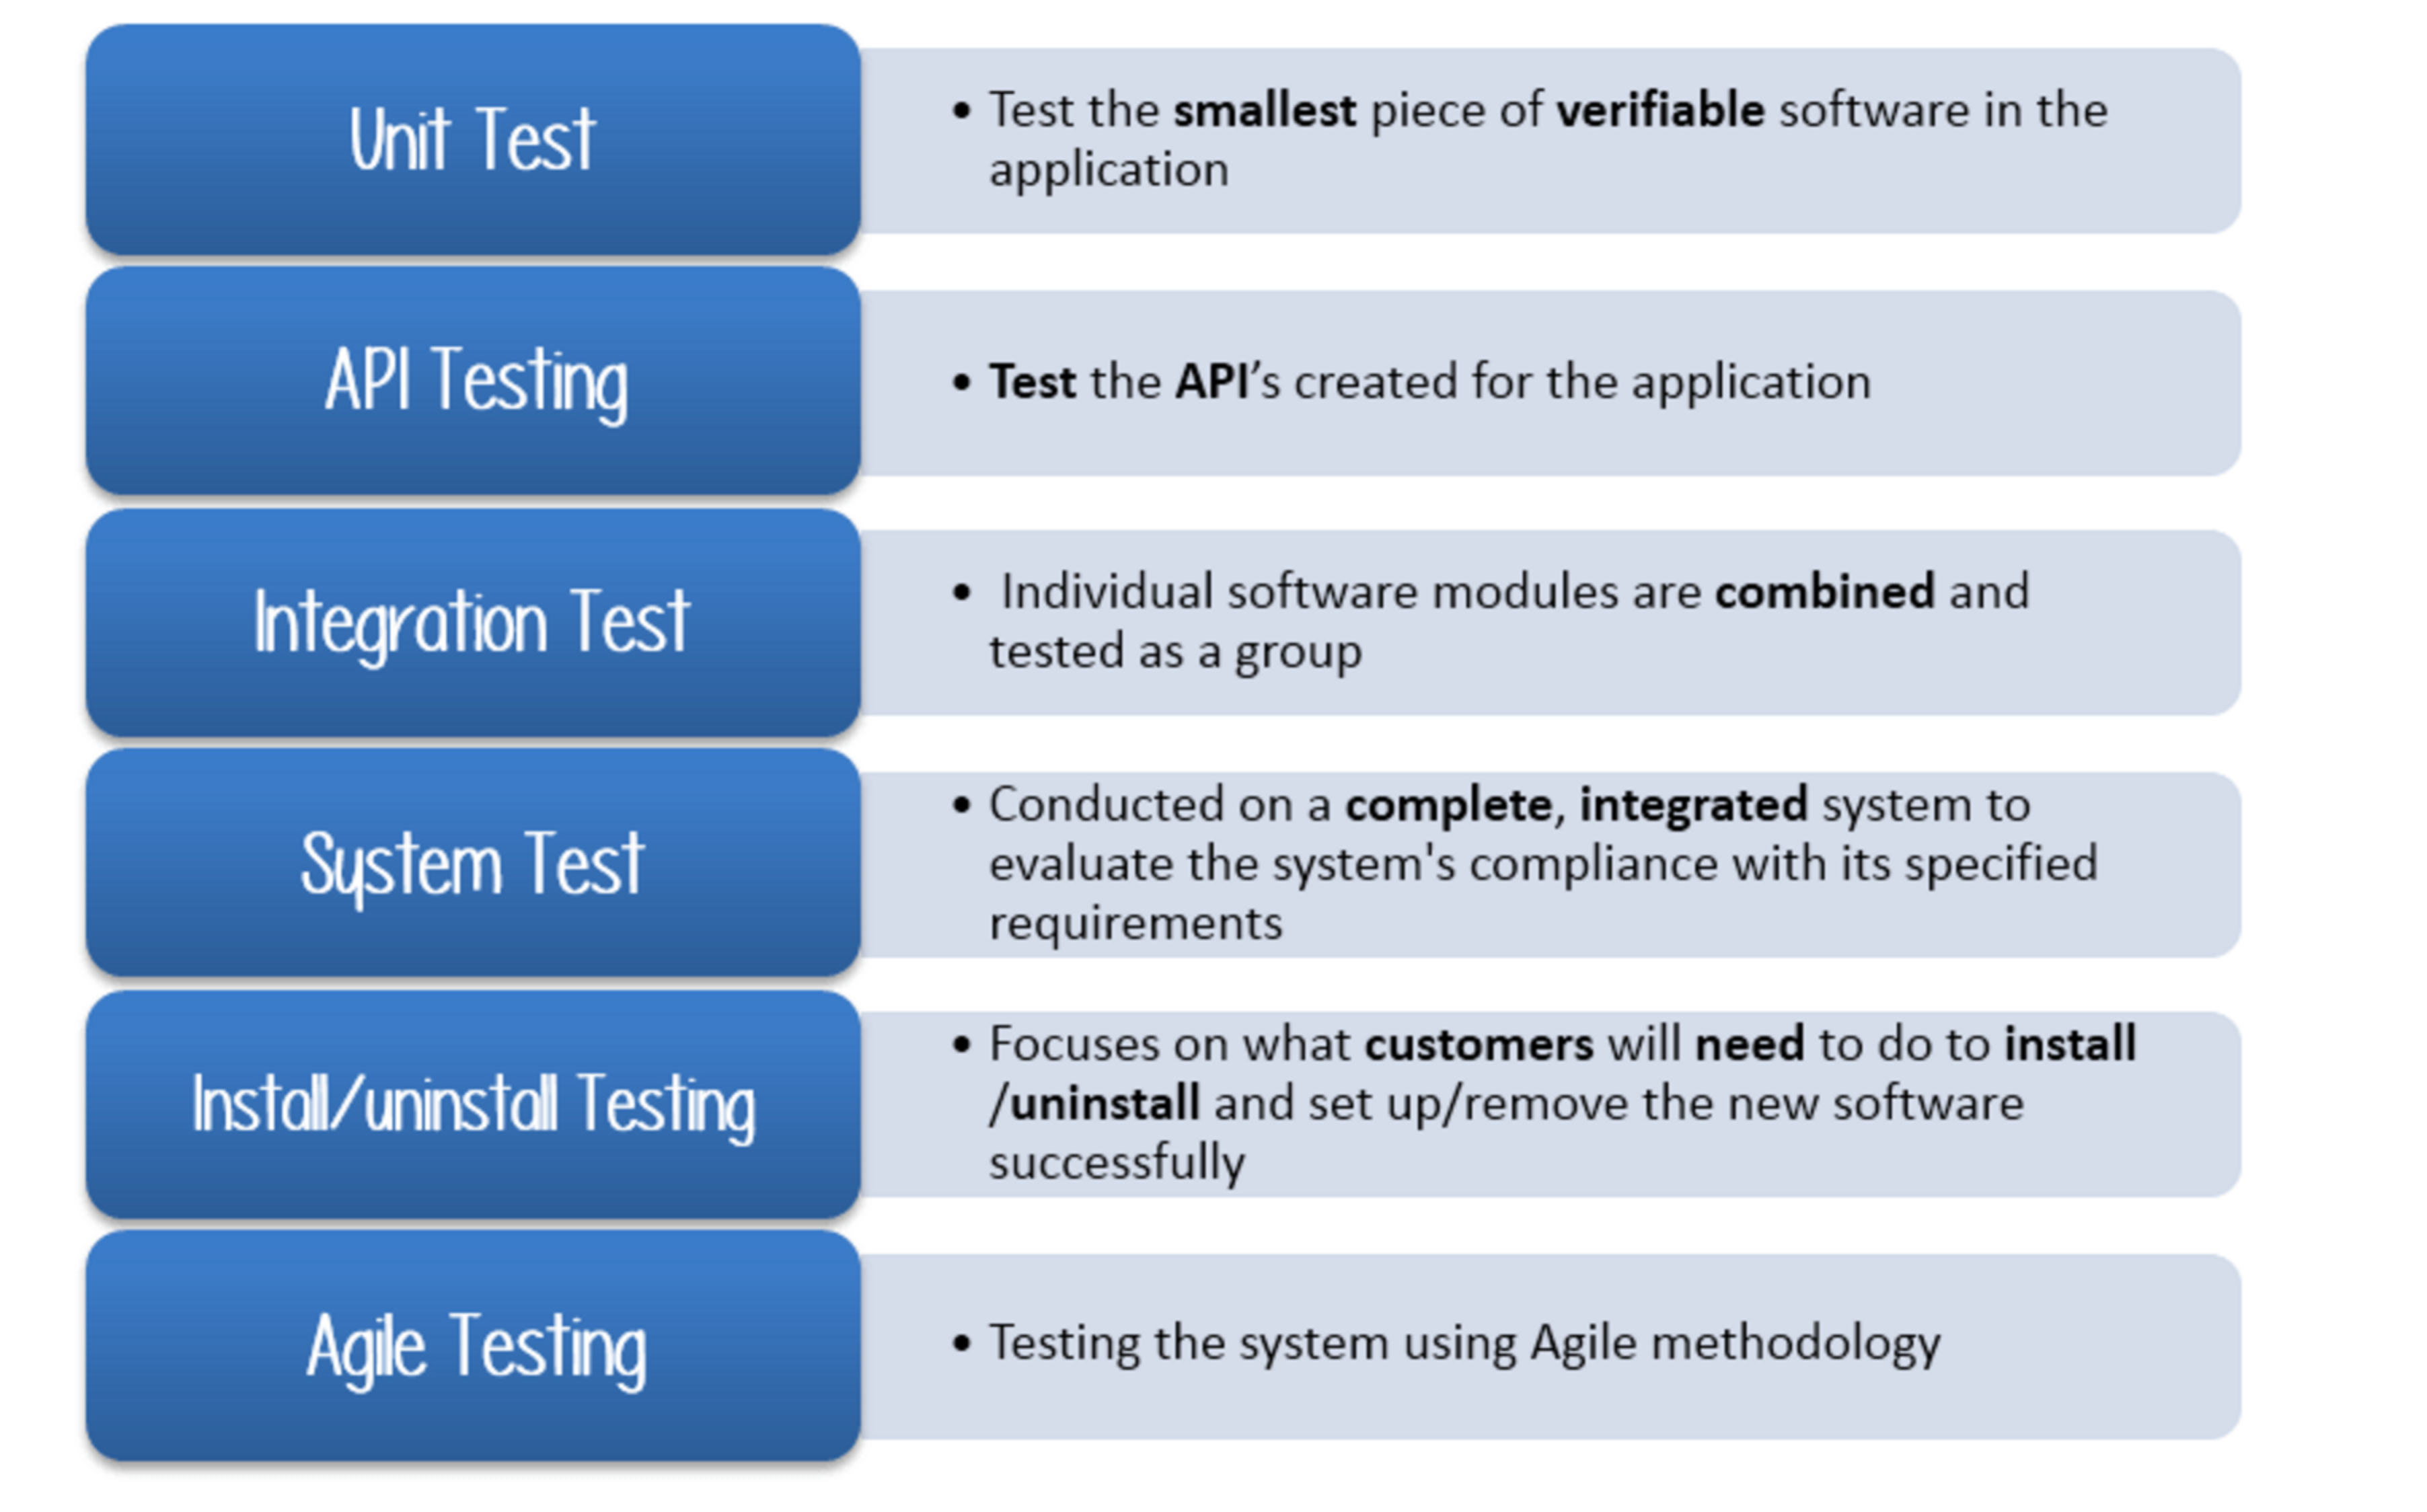 Unit Test
• Test the smallest piece of verifiable software in the
application
API Testing
• Test the API’s created for the application
Integration Test
• Individual software modules are combined and
tested as a group
System Test
• Conducted on a complete, integrated system to
evaluate the system's compliance with its specified
requirements
Install/uninstall Testing
• Focuses on what customers will need to do to install
/uninstall and set up/remove the new software
successfully
Agile Testing
• Testing the system using Agile methodology